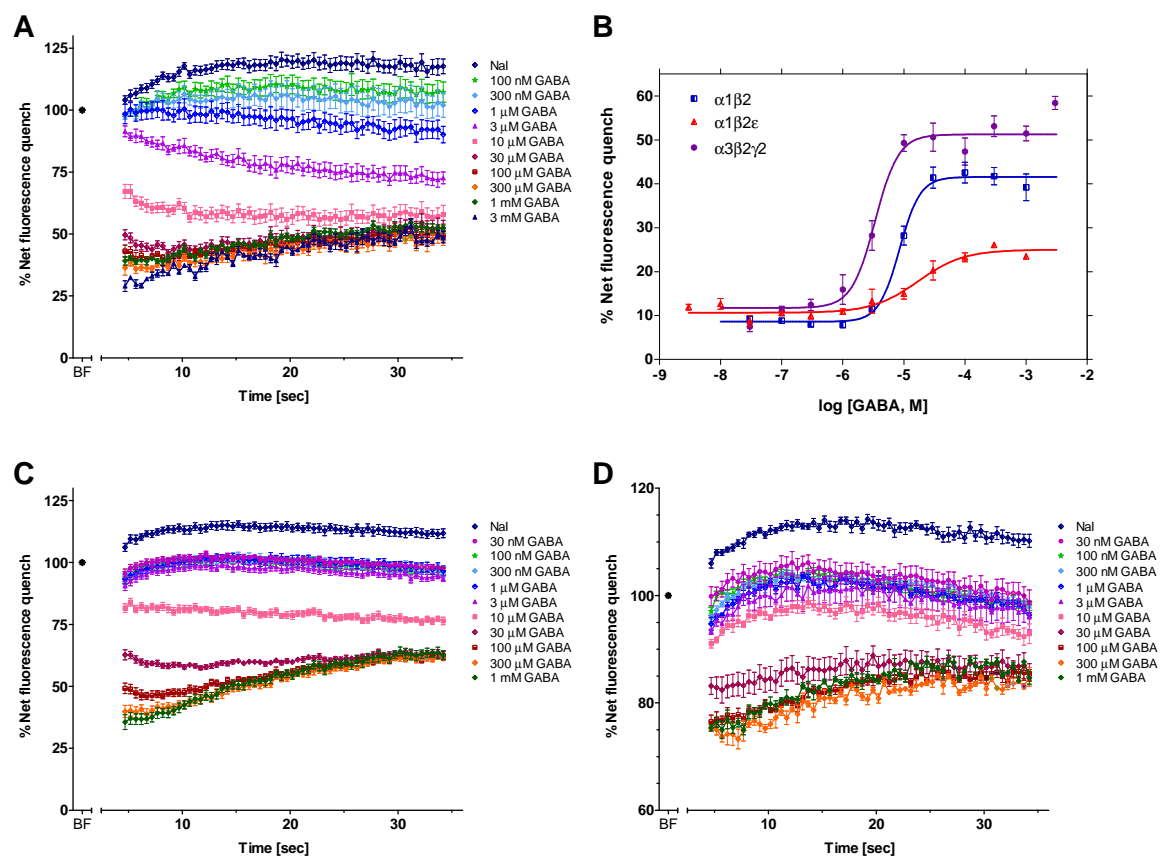 A
% Net fluorescence quench
125
100
75
50
25
0
BF
10
20
30
Time [sec]
NaI
100 nM GABA
300 nM GABA
1 μM GABA
3 μM GABA
10 μM GABA
30 μM GABA
100 μM GABA
300 μM GABA
1 mM GABA
3 mM GABA
B
% Net fluorescence quench
60
50
40
30
20
10
0
-9
-8
-7
-6
-5
-4
-3
-2
log [GABA, M]
α1β2
α1β2ε
α3β2γ2
C
% Net fluorescence quench
125
100
75
50
25
0
BF
10
20
30
Time [sec]
NaI
30 nM GABA
100 nM GABA
300 nM GABA
1 μM GABA
3 μM GABA
10 μM GABA
30 μM GABA
100 μM GABA
300 μM GABA
1 mM GABA
D
% Net fluorescence quench
120
100
80
60
BF
10
20
30
Time [sec]
NaI
30 nM GABA
100 nM GABA
300 nM GABA
1 μM GABA
3 μM GABA
10 μM GABA
30 μM GABA
100 μM GABA
300 μM GABA
1 mM GABA